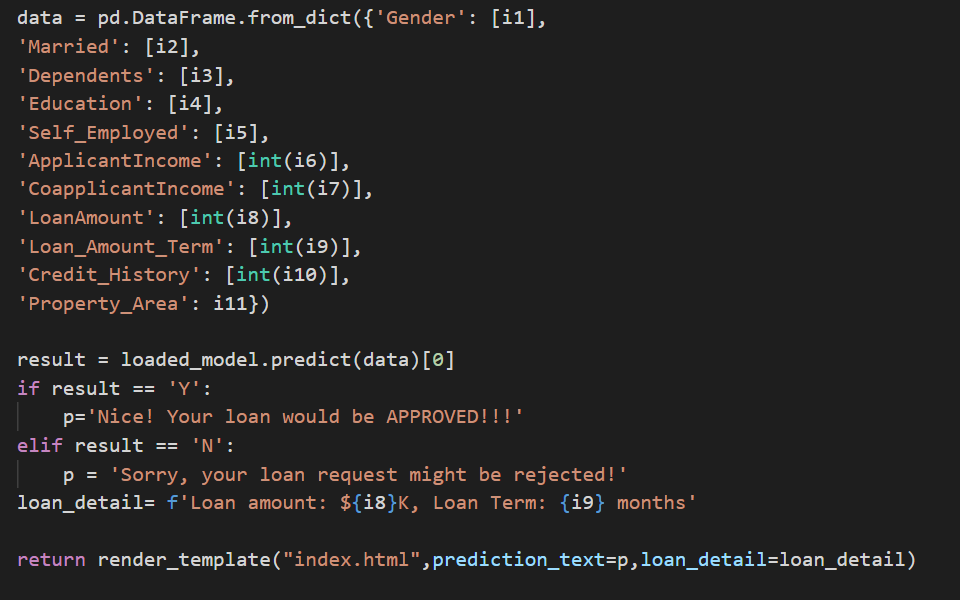 data = pd.DataFrame.from_dict({'Gender': [i1],
'Married': [i2],
'Dependents': [i3],
'Education': [i4],
'Self_Employed': [i5],
'ApplicantIncome': [int(i6)],
'CoapplicantIncome': [int(i7)],
'LoanAmount': [int(i8)],
'Loan_Amount_Term': [int(i9)],
'Credit_History': [int(i10)],
'Property_Area': i11})

result = loaded_model.predict(data)[0]
if result == 'Y':
    p='Nice! Your loan would be APPROVED!!!'
elif result == 'N':
    p = 'Sorry, your loan request might be rejected!'
loan_detail= f'Loan amount: ${i8}K, Loan Term: {i9} months'

return render_template("index.html",prediction_text=p,loan_detail=loan_detail)